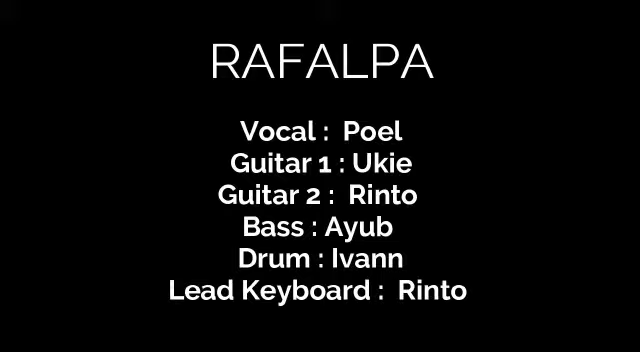 RAFALPA
Vocal : Poel
Guitar 1 : Ukie
Guitar 2 : Rinto
Bass : Ayub
Drum : Ivann
Lead Keyboard : Rinto